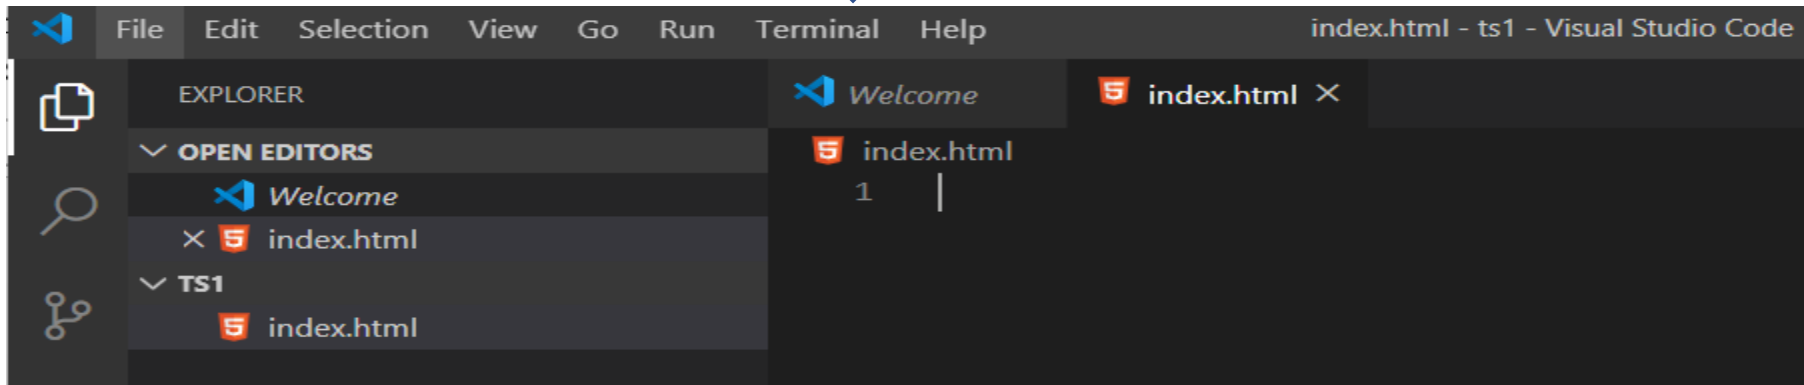 File Edit Selection View Go Run Terminal Help index.html - ts1 - Visual Studio Code
EXPLORER
OPEN EDITORS
Welcome
index.html
TS1
index.html
Welcome index.html
index.html
1